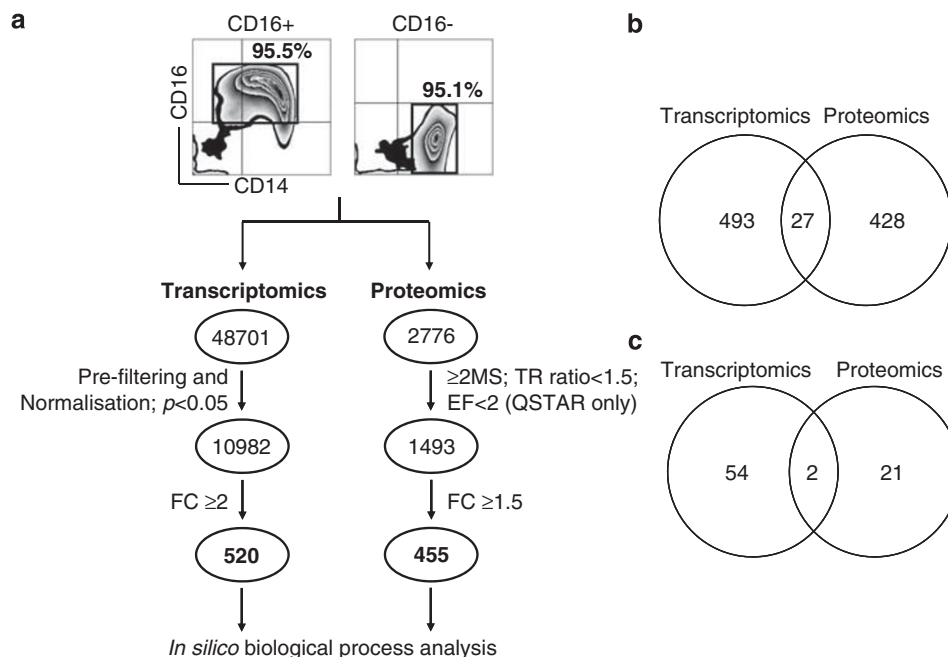 a
CD16+
CD16-
95.5%
95.1%
CD16
CD14
Transcriptomics
Proteomics
48701
2776
Pre-filtering and
Normalisation; p<0.05
≥2MS; TR ratio<1.5;
EF<2 (QSTAR only)
10982
1493
FC ≥2
FC ≥1.5
520
455
In silico biological process analysis
b
Transcriptomics
Proteomics
493
27
428
c
Transcriptomics
Proteomics
54
2
21